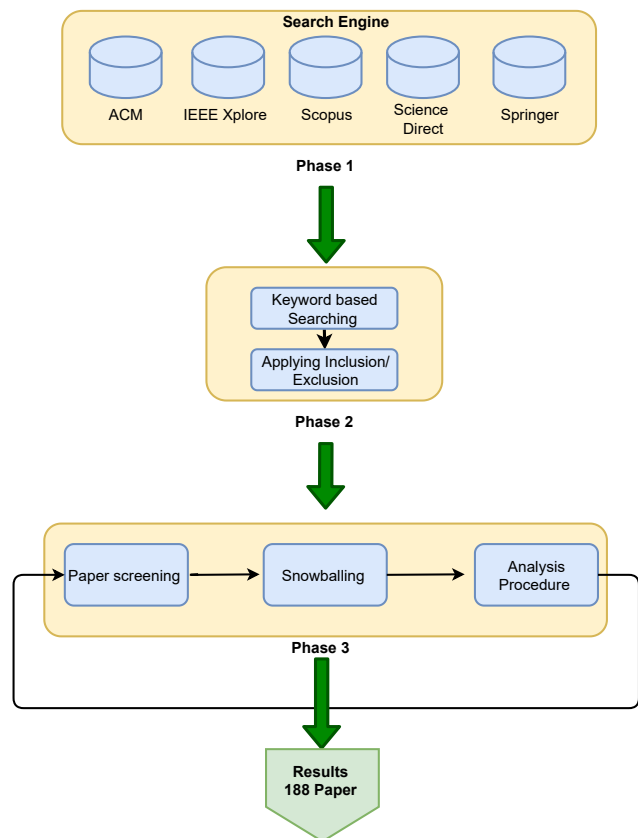 Search Engine
ACM
IEEE Xplore
Scopus
Science
Direct
Springer
Phase 1
Keyword based
Searching
Applying Inclusion/
Exclusion
Phase 2
Paper screening
Snowballing
Analysis
Procedure
Phase 3
Results
188 Paper